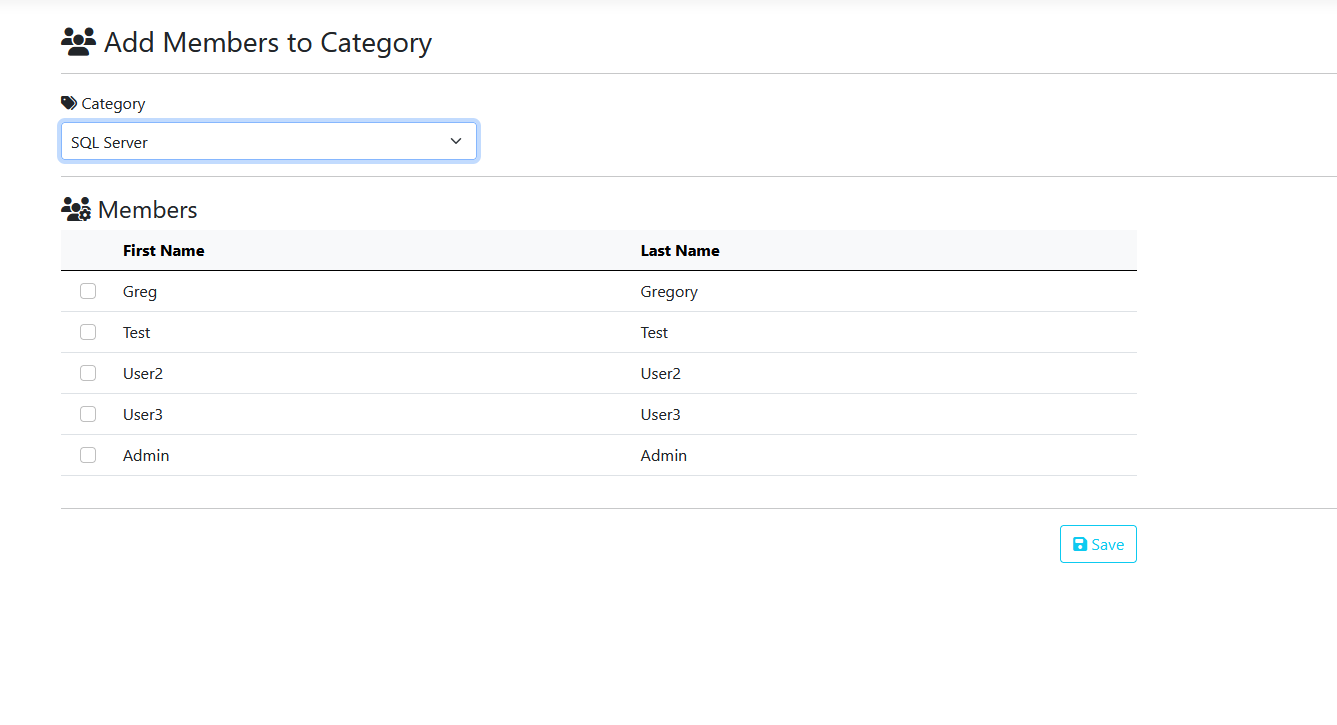 Add Members to Category
Category
SQL Server
Members
First Name Last Name
Greg Gregory
Test Test
User2 User2
User3 User3
Admin Admin
Save